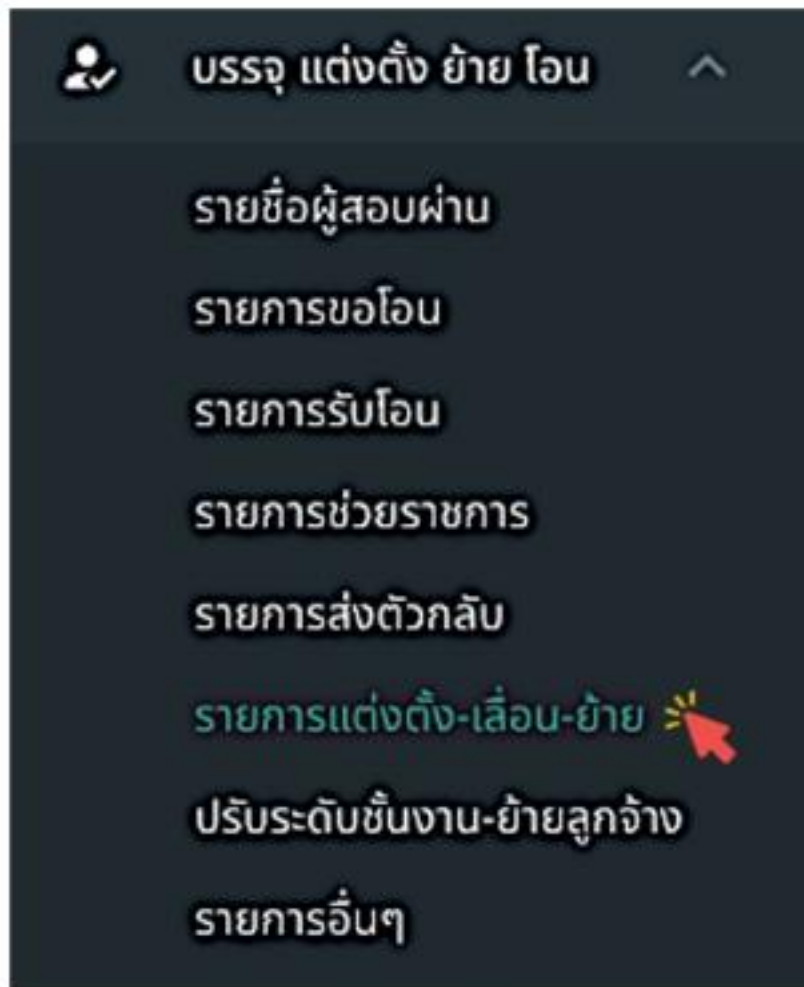 บรรจุ แต่งตั้ง ย้าย โอน
รายชื่อผู้สอบผ่าน
รายการขอโอน
รายการรับโอน
รายการช่วยราชการ
รายการส่งตัวกลับ
รายการแต่งตั้ง-เลื่อน-ย้าย
ปรับระดับชั้นงาน-ย้ายลูกจ้าง
รายการอื่นๆ